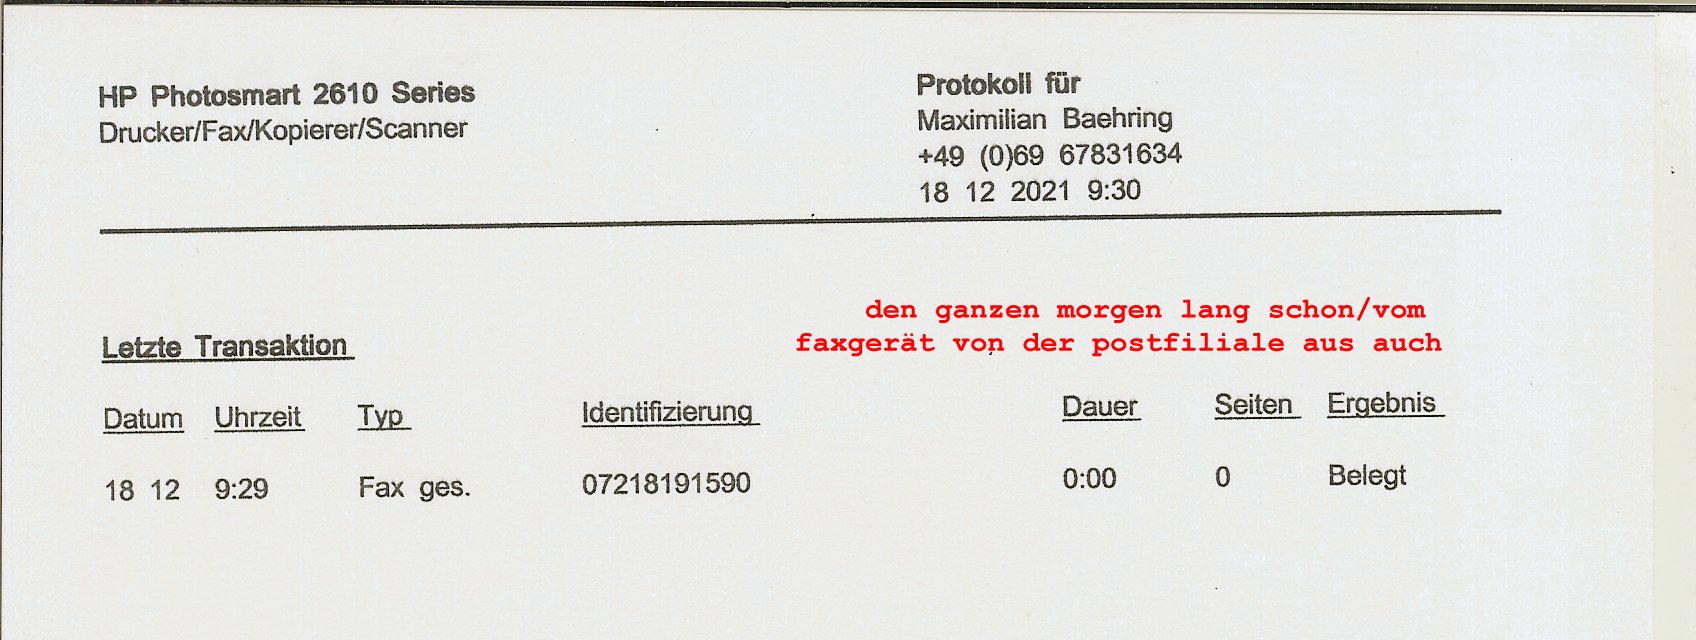 HP Photosmart 2610 Series
Drucker/Fax/Kopierer/Scanner
Protokoll für
Maximilian Baehring
+49 (0)69 67831634
18 12 2021 9:30
den ganzen morgen lang schon/vom
faxgerät von der postfiliale aus auch
Letzte Transaktion
Datum Uhrzeit Typ Identifizierung Dauer Seiten Ergebnis
18 12 9:29 Fax ges. 07218191590 0:00 0 Belegt